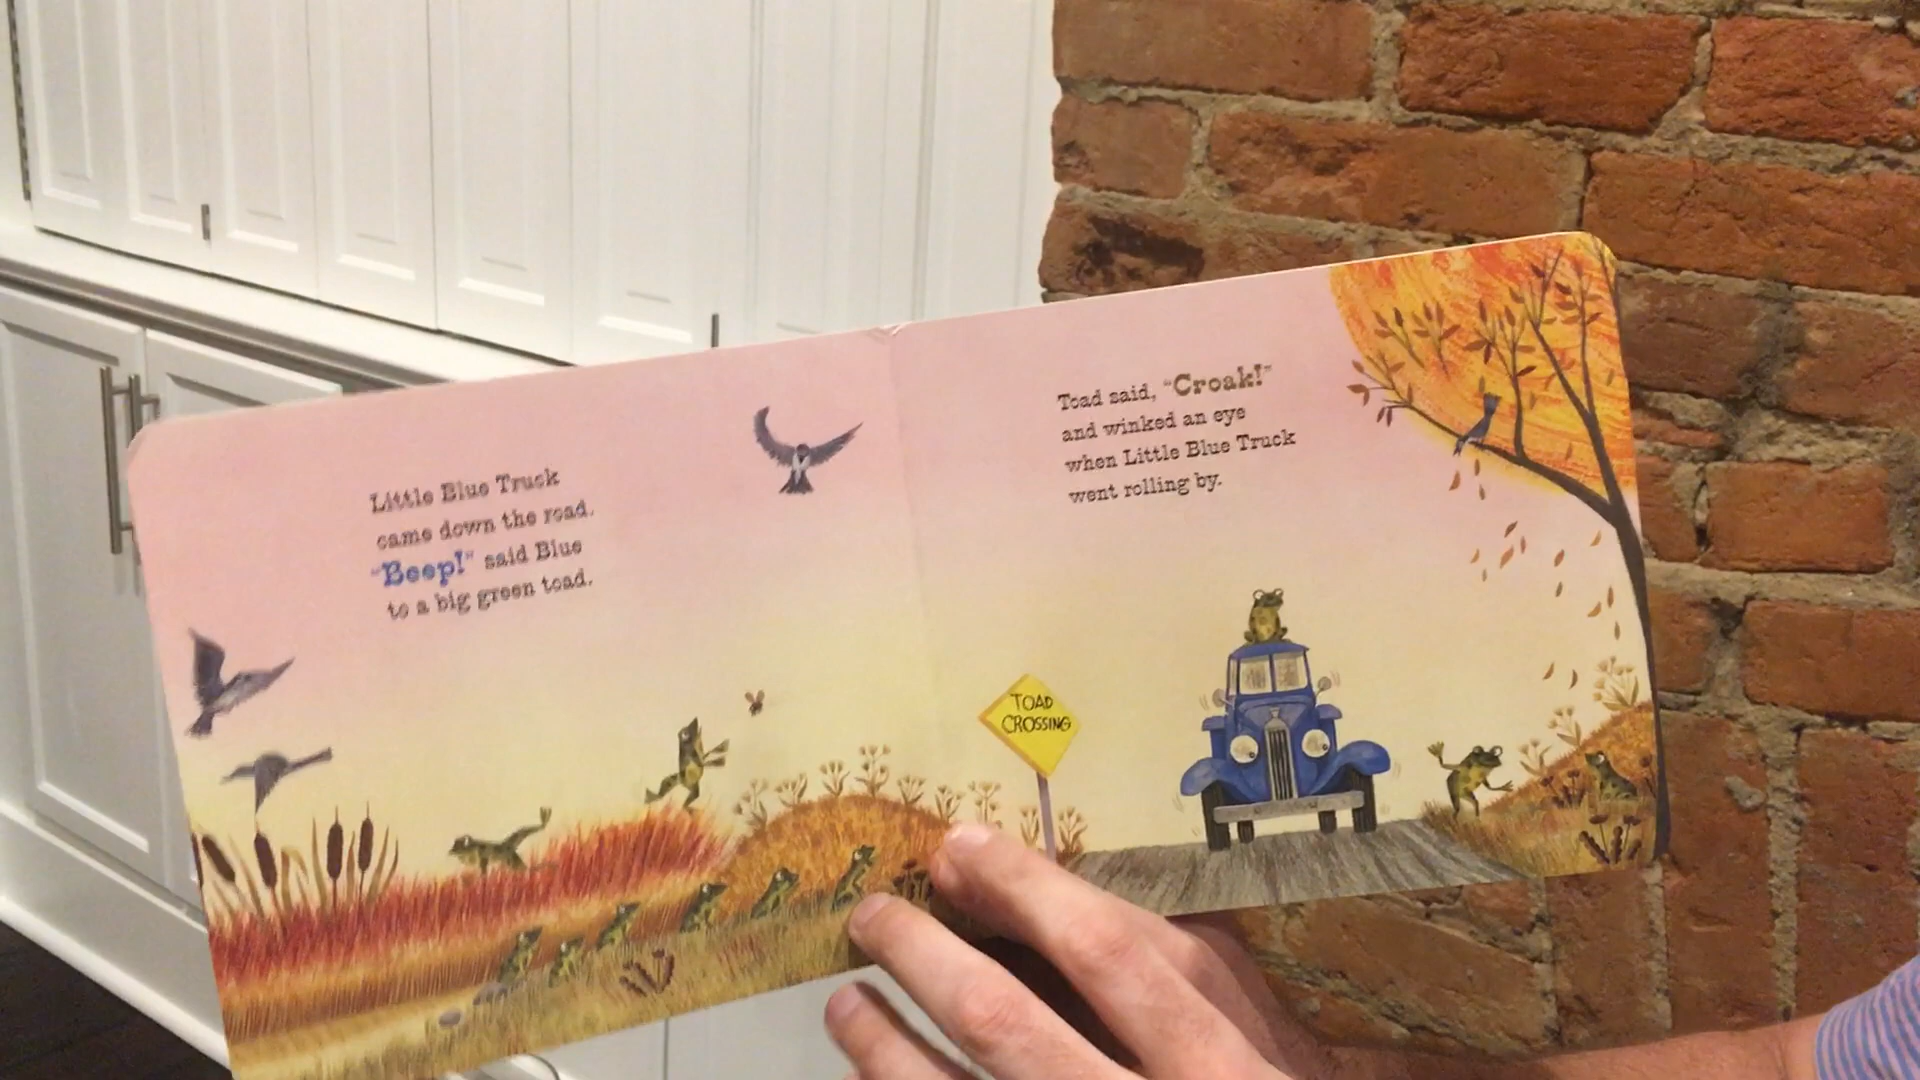 Little Blue Truck
came down the road.
"Beep!" said Blue
to a big green toad.
Toad said, "Croak!"
and winked an eye
when Little Blue Truck
went rolling by.
TOAD
CROSSING